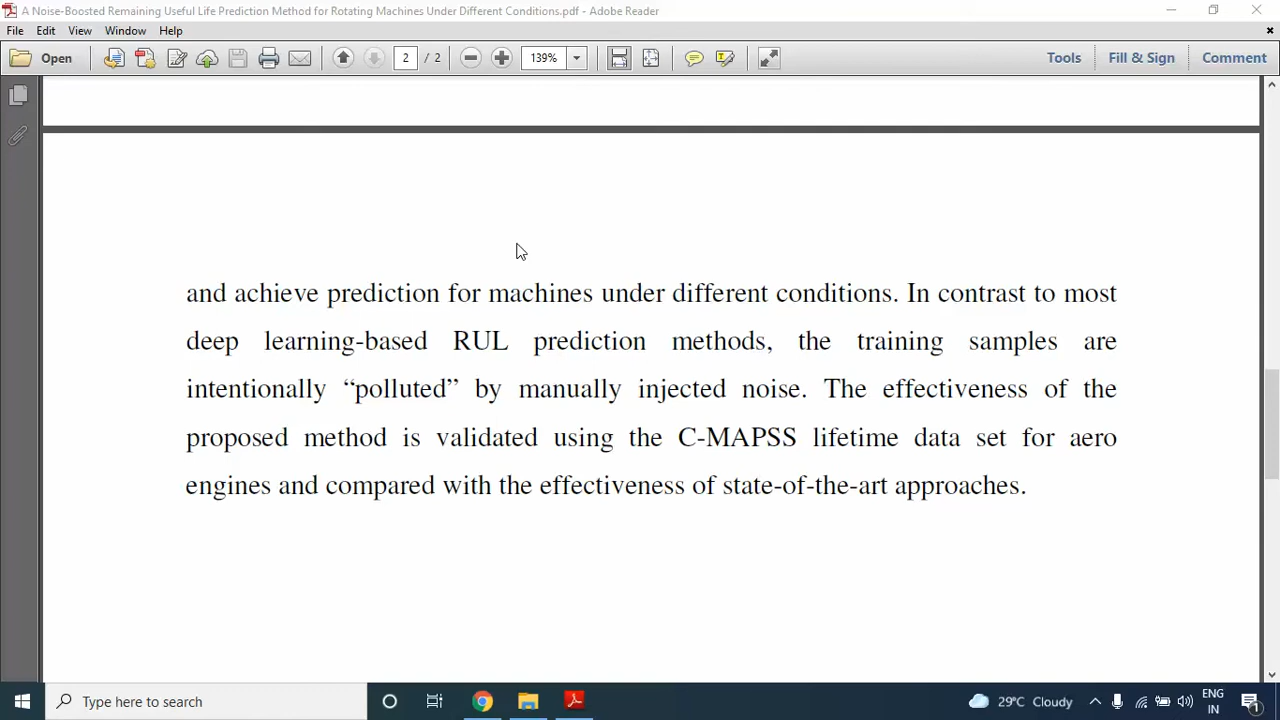 A Noise-Boosted Remaining Useful Life Prediction Method for Rotating Machines Under Different Conditions.pdf - Adobe Reader
File Edit View Window Help
Open 2 / 2 139% Tools Fill & Sign Comment
and achieve prediction for machines under different conditions. In contrast to most
deep learning-based RUL prediction methods, the training samples are
intentionally “polluted” by manually injected noise. The effectiveness of the
proposed method is validated using the C-MAPSS lifetime data set for aero
engines and compared with the effectiveness of state-of-the-art approaches.
Type here to search 29°C Cloudy ENG
IN 1